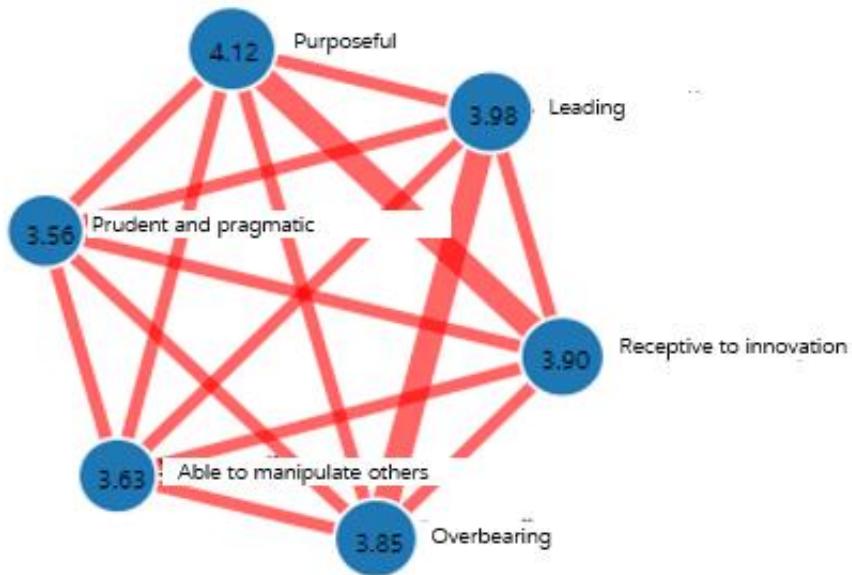 4.12
Purposeful
3.98
Leading
3.56
Prudent and pragmatic
3.90
Receptive to innovation
3.63
Able to manipulate others
3.85
Overbearing